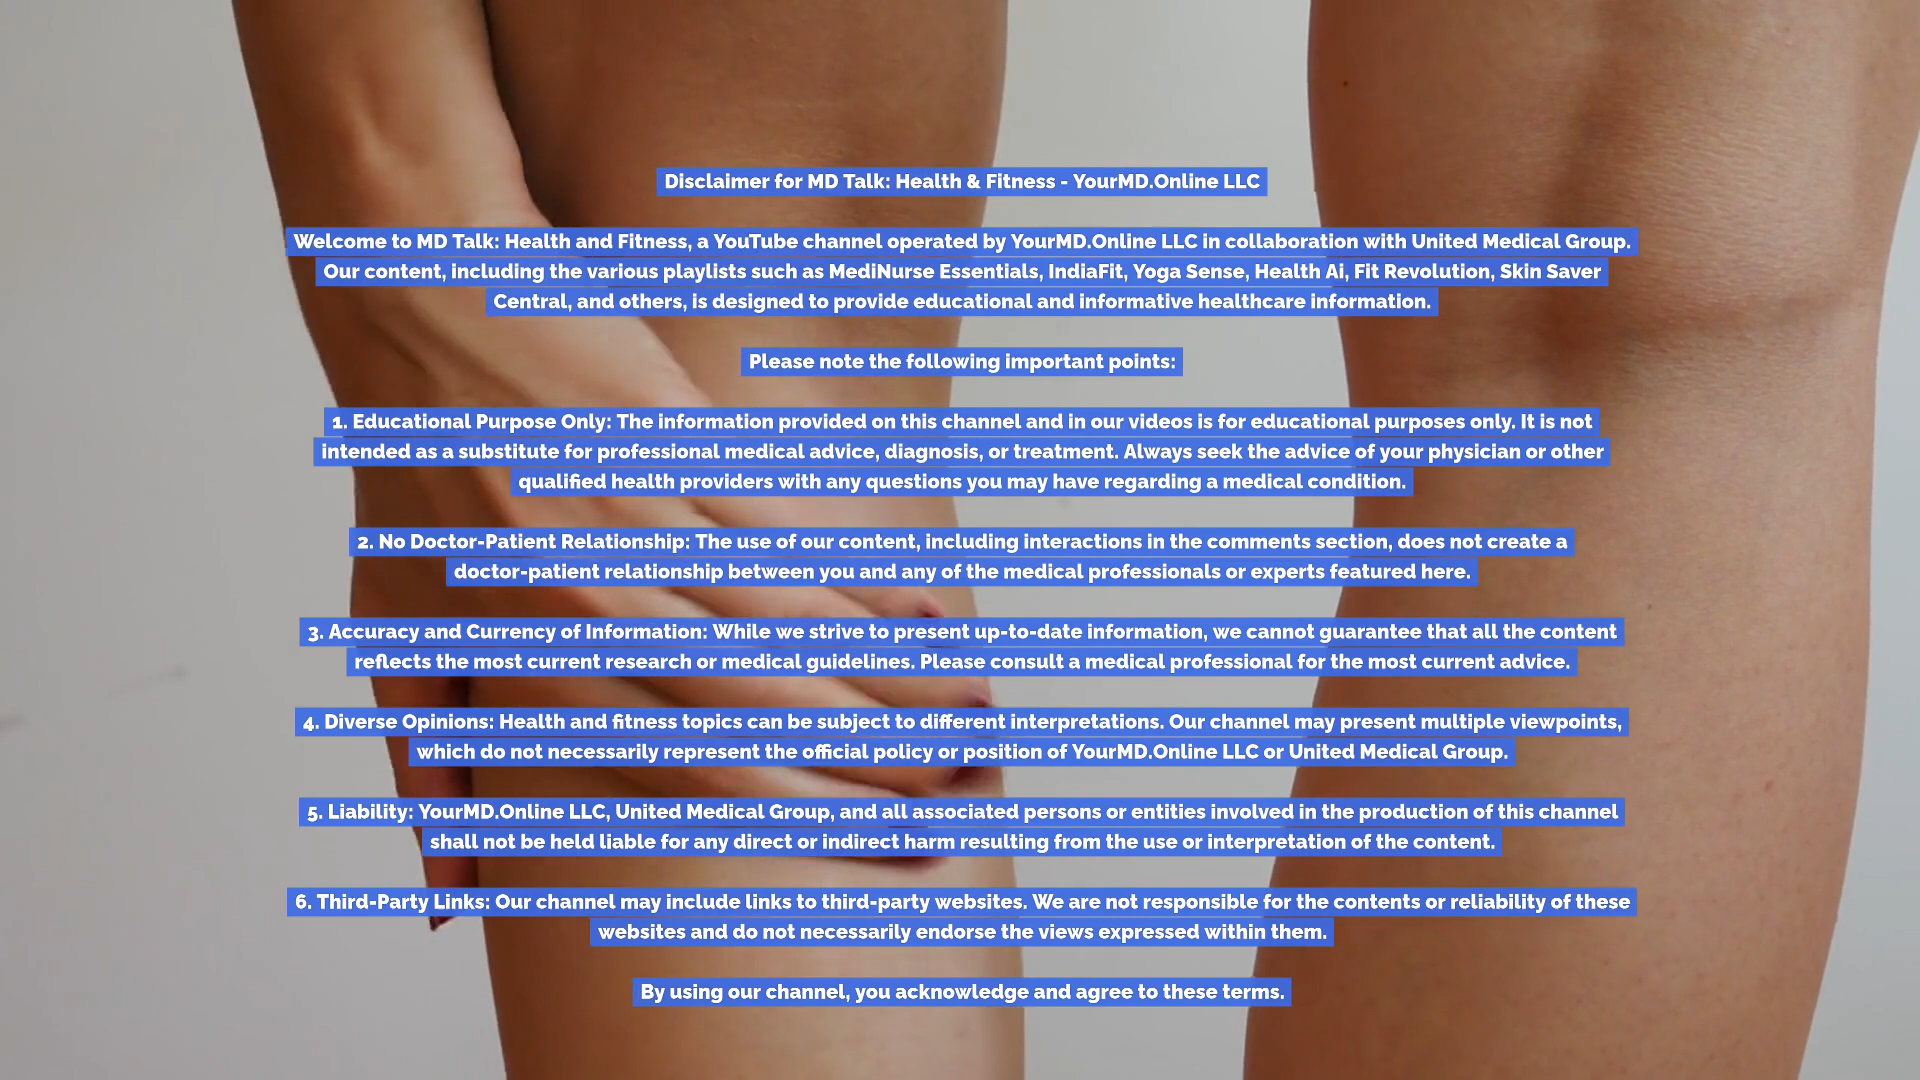 Disclaimer for MD Talk: Health & Fitness - YourMD.Online LLC
Welcome to MD Talk: Health and Fitness, a YouTube channel operated by YourMD.Online LLC in collaboration with United Medical Group.
Our content, including the various playlists such as MediNurse Essentials, IndiaFit, Yoga Sense, Health Ai, Fit Revolution, Skin Saver
Central, and others, is designed to provide educational and informative healthcare information.
Please note the following important points:
1. Educational Purpose Only: The information provided on this channel and in our videos is for educational purposes only. It is not
intended as a substitute for professional medical advice, diagnosis, or treatment. Always seek the advice of your physician or other
qualified health providers with any questions you may have regarding a medical condition.
2. No Doctor-Patient Relationship: The use of our content, including interactions in the comments section, does not create a
doctor-patient relationship between you and any of the medical professionals or experts featured here.
3. Accuracy and Currency of Information: While we strive to present up-to-date information, we cannot guarantee that all the content
reflects the most current research or medical guidelines. Please consult a medical professional for the most current advice.
4. Diverse Opinions: Health and fitness topics can be subject to different interpretations. Our channel may present multiple viewpoints,
which do not necessarily represent the official policy or position of YourMD.Online LLC or United Medical Group.
5. Liability: YourMD.Online LLC, United Medical Group, and all associated persons or entities involved in the production of this channel
shall not be held liable for any direct or indirect harm resulting from the use or interpretation of the content.
6. Third-Party Links: Our channel may include links to third-party websites. We are not responsible for the contents or reliability of these
websites and do not necessarily endorse the views expressed within them.
By using our channel, you acknowledge and agree to these terms.